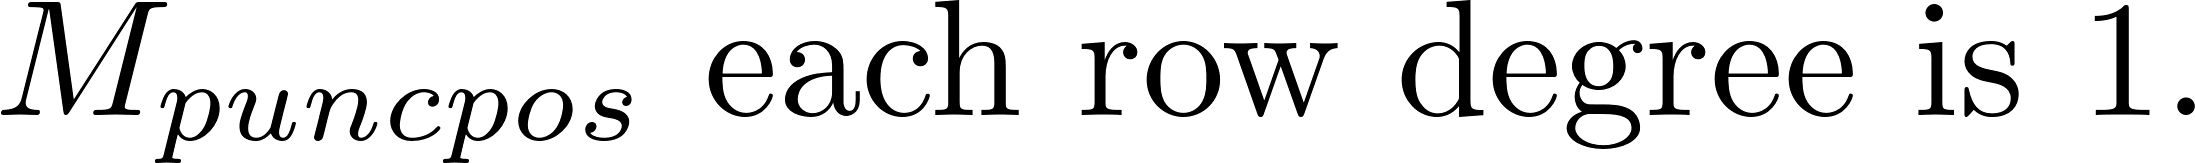 M_{puncpos} each row degree is 1.